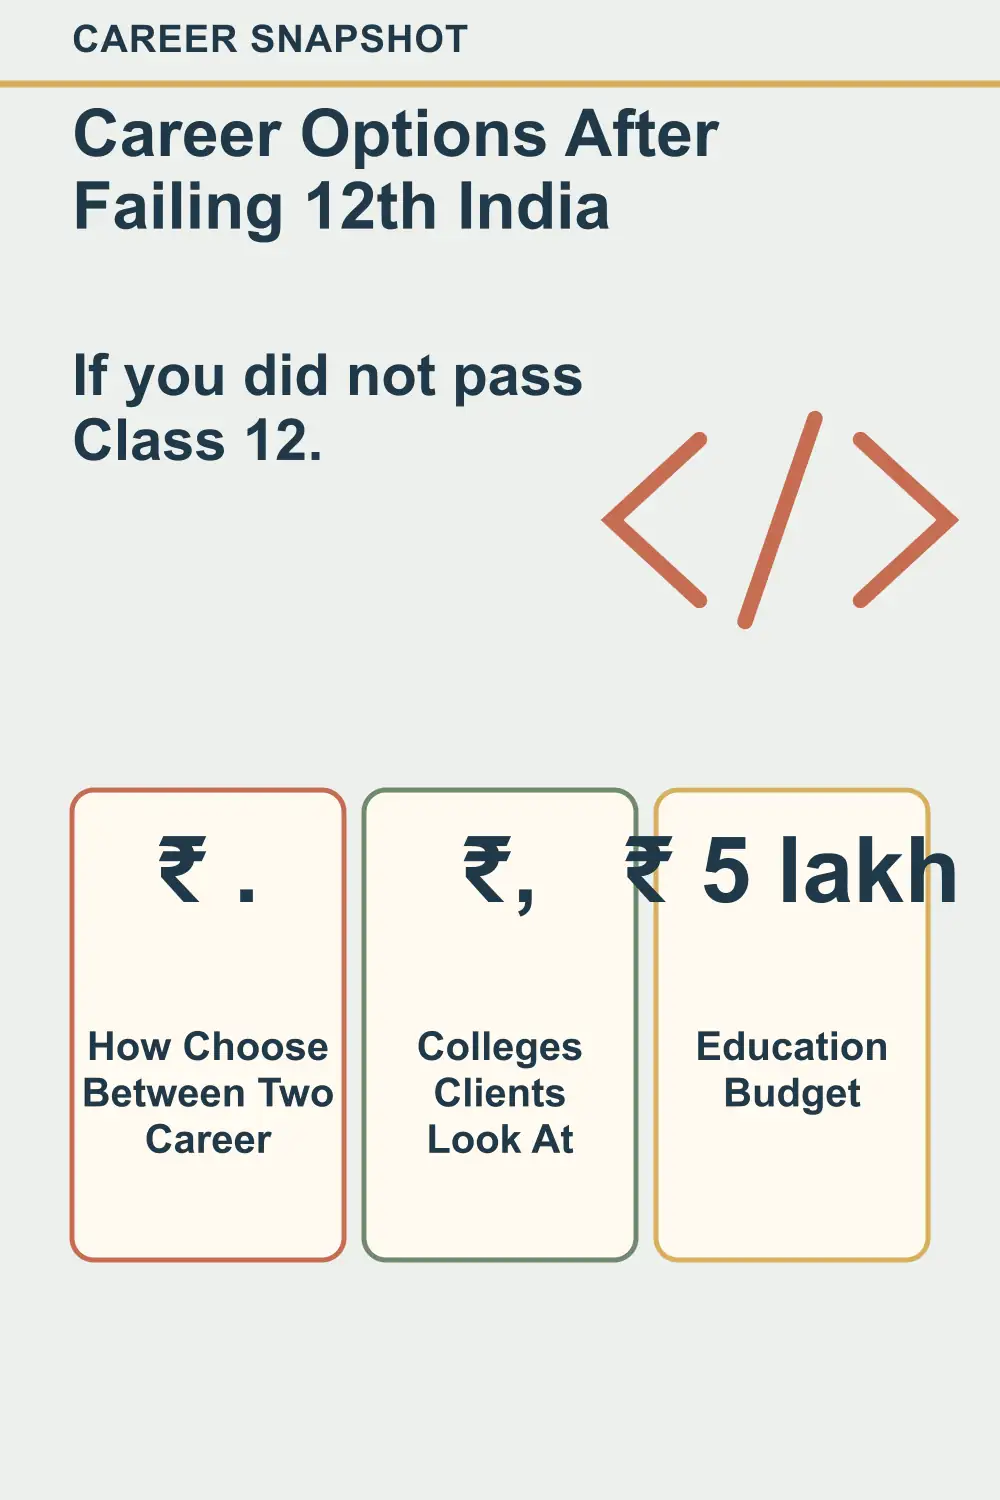 CAREER SNAPSHOT
Career Options After
Failing 12th India
If you did not pass
Class 12.
</>
₹ .
How Choose
Between Two
Career
₹,
Colleges
Clients
Look At
₹ 5 lakh
Education
Budget